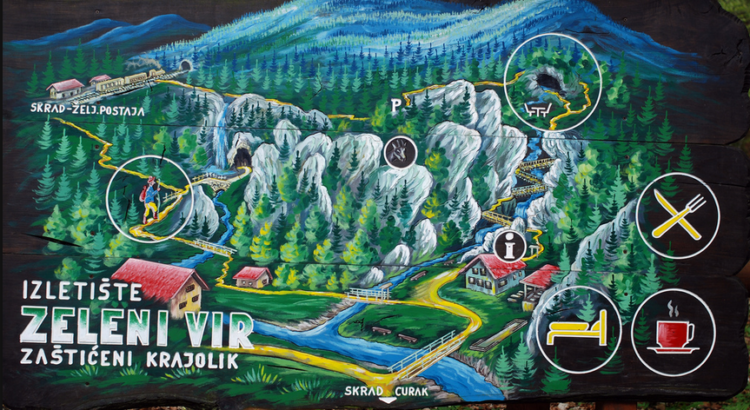 SKRAD-ŽELJ.POSTAJA
P
i
IZLETIŠTE
ZELENI VIR
ZAŠTIĆENI KRAJOLIK
SKRAD CURAK